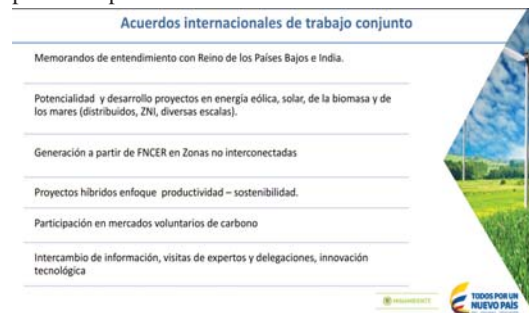 Acuerdos internacionales de trabajo conjunto
Memorandos de entendimiento con Reino de los Países Bajos e India.
Potencialidad y desarrollo proyectos en energía eólica, solar, de la biomasa y de
los mares (distribuidos, ZNI, diversas escalas).
Generación a partir de FNCER en Zonas no interconectadas
Proyectos híbridos enfoque productividad – sostenibilidad.
Participación en mercados voluntarios de carbono
Intercambio de información, visitas de expertos y delegaciones, innovación
tecnológica
MINAMBIENTE
TODOS POR UN
NUEVO PAÍS